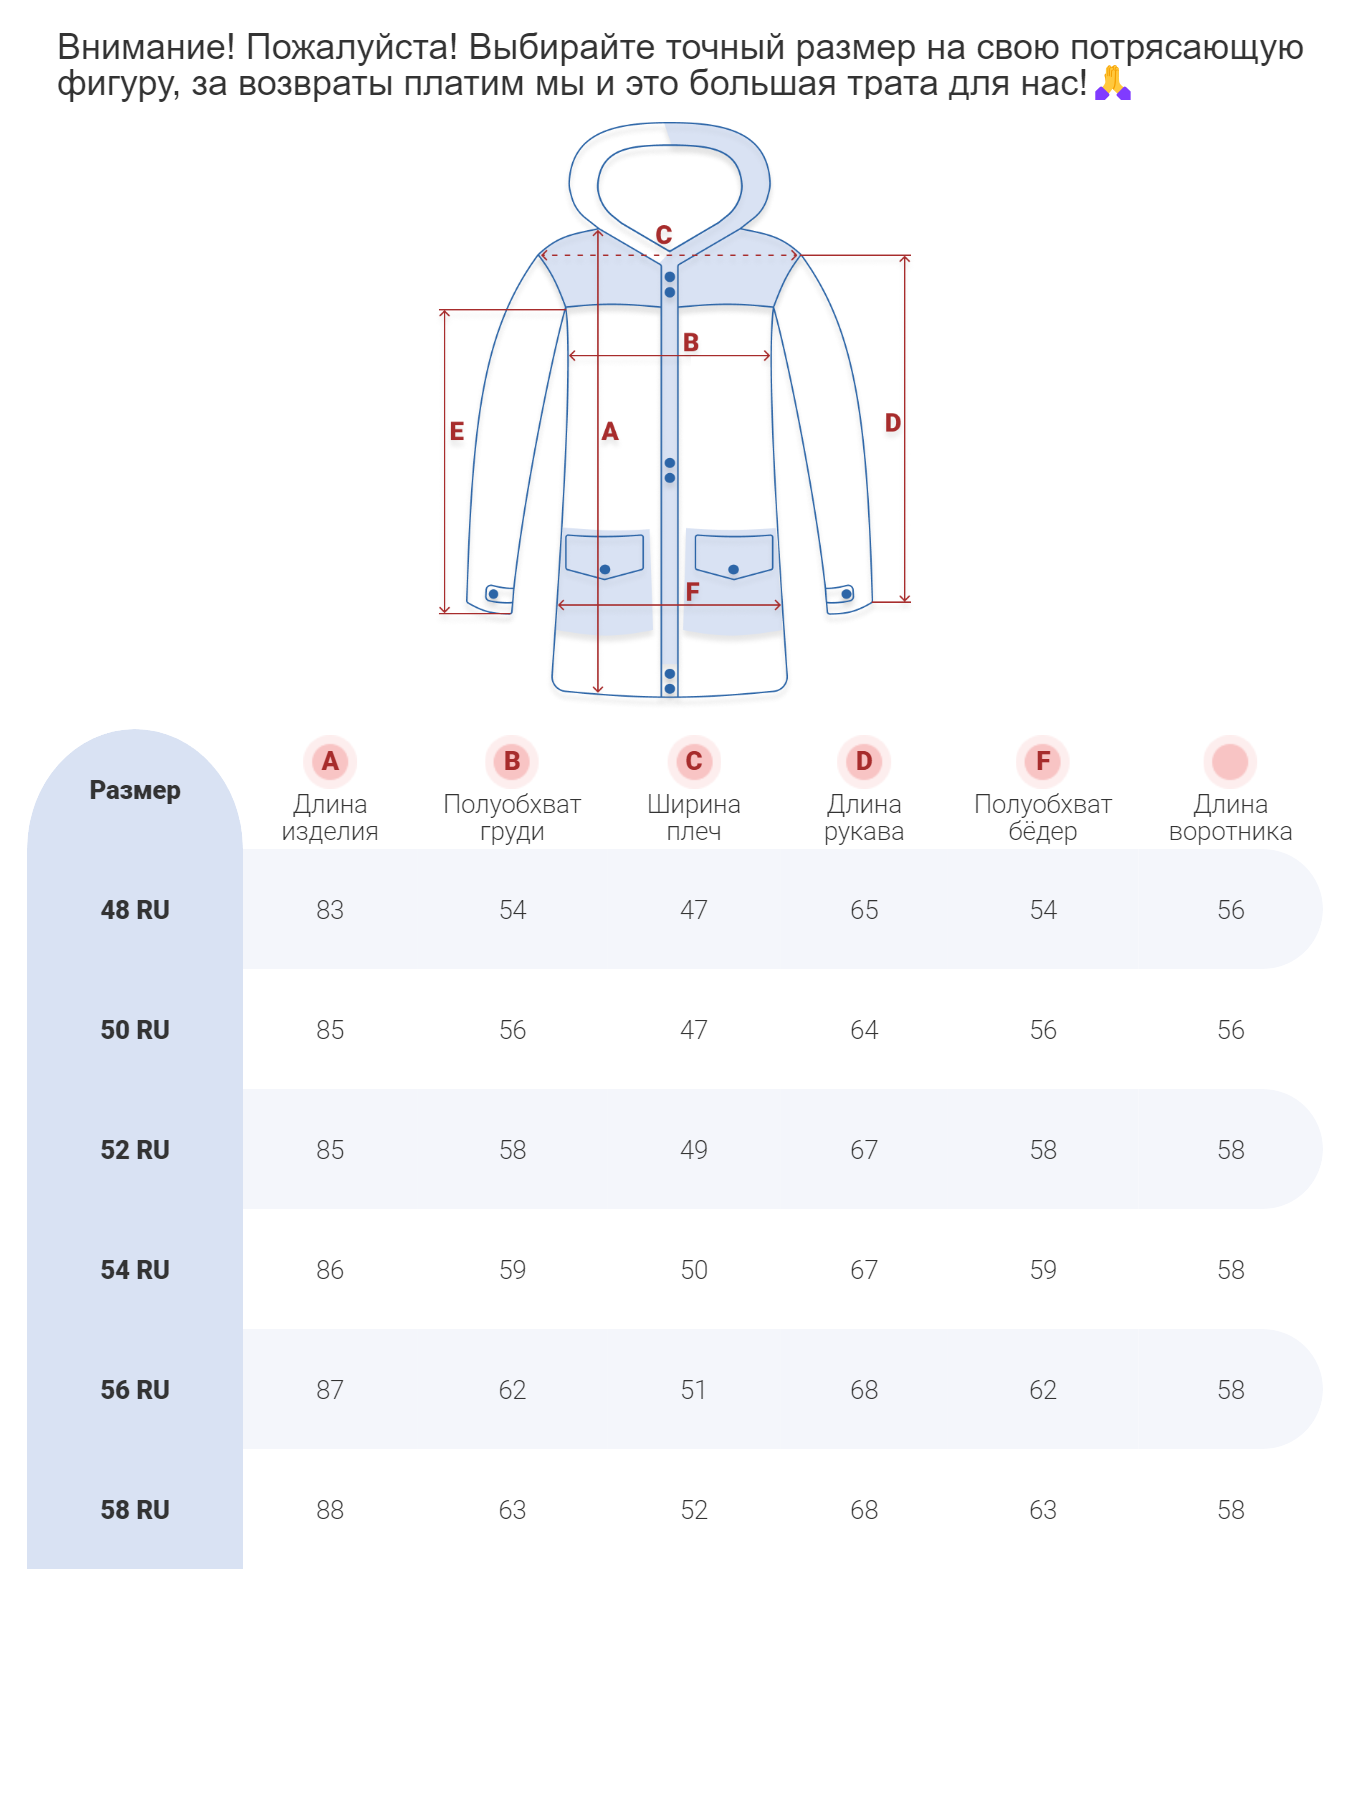 Внимание! Пожалуйста! Выбирайте точный размер на свою потрясающую
фигуру, за возвраты платим мы и это большая трата для нас!🙏
C
B
E
A
D
F
Размер
A
B
C
D
F
Длина изделия
Полуобхват груди
Ширина плеч
Длина рукава
Полуобхват бёдер
Длина воротника
48 RU 83 54 47 65 54 56
50 RU 85 56 47 64 56 56
52 RU 85 58 49 67 58 58
54 RU 86 59 50 67 59 58
56 RU 87 62 51 68 62 58
58 RU 88 63 52 68 63 58